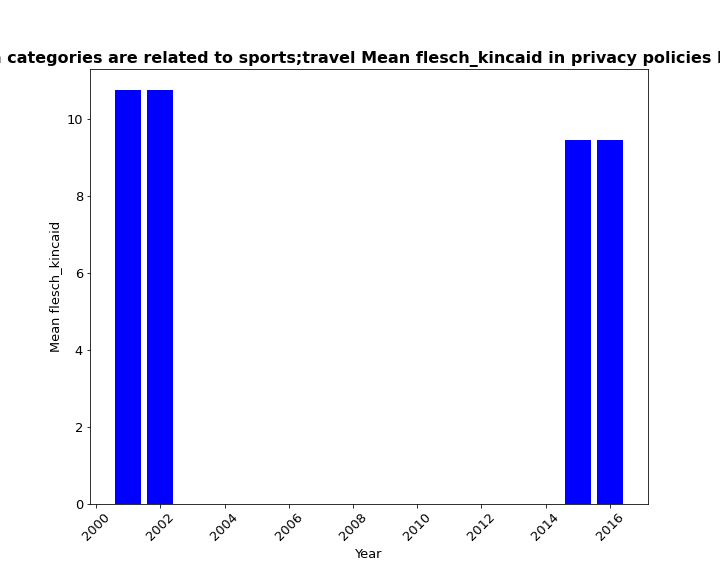 categories are related to sports;travel Mean flesch_kincaid in privacy policies
10
8
6
4
2
0
Mean flesch_kincaid
2000 2002 2004 2006 2008 2010 2012 2014 2016
Year